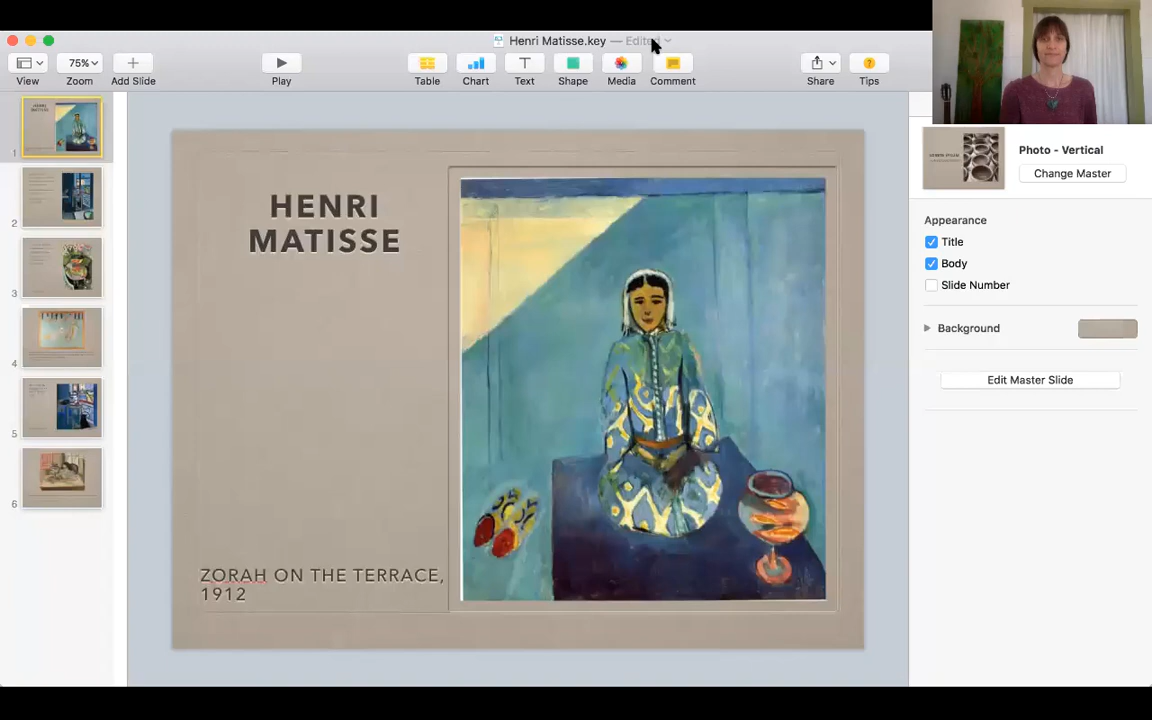 Henri Matisse.key — Edited
75%
View
Zoom
Add Slide
Play
Table
Chart
Text
Shape
Media
Comment
Share
Tips
1
2
3
4
5
6
HENRI
MATISSE
ZORAH ON THE TERRACE,
1912
Photo - Vertical
Change Master
Appearance
Title
Body
Slide Number
Background
Edit Master Slide